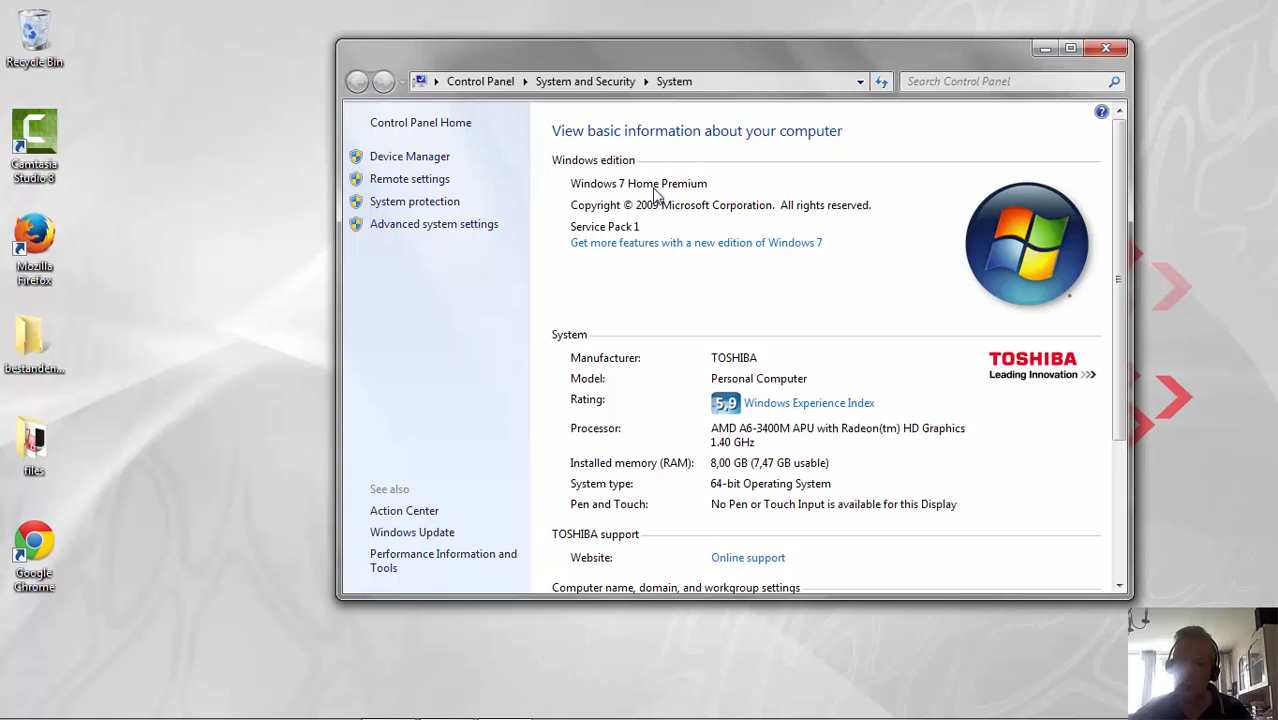 Recycle Bin
Camtasia
Studio 8
Mozilla
Firefox
bestanden...
files
Google
Chrome
Control Panel
System and Security
System
Search Control Panel
Control Panel Home
Device Manager
Remote settings
System protection
Advanced system settings
See also
Action Center
Windows Update
Performance Information and
Tools
View basic information about your computer
Windows edition
Windows 7 Home Premium
Copyright © 2009 Microsoft Corporation. All rights reserved.
Service Pack 1
Get more features with a new edition of Windows 7
System
Manufacturer: TOSHIBA
Model: Personal Computer
Rating: 5,9 Windows Experience Index
Processor: AMD A6-3400M APU with Radeon(tm) HD Graphics
1.40 GHz
Installed memory (RAM): 8,00 GB (7,47 GB usable)
System type: 64-bit Operating System
Pen and Touch: No Pen or Touch Input is available for this Display
TOSHIBA
Leading Innovation >>>
TOSHIBA support
Website: Online support
Computer name, domain, and workgroup settings